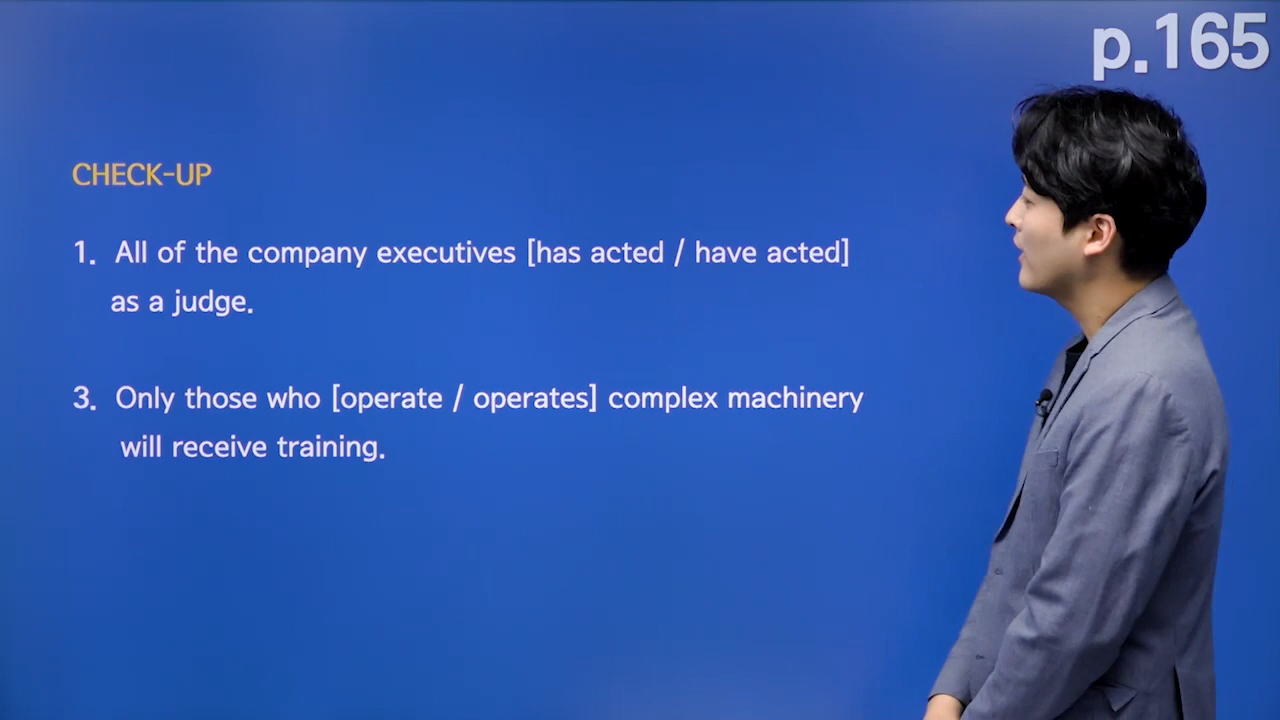 p.165
CHECK-UP
1. All of the company executives [has acted / have acted]
as a judge.
3. Only those who [operate / operates] complex machinery
will receive training.